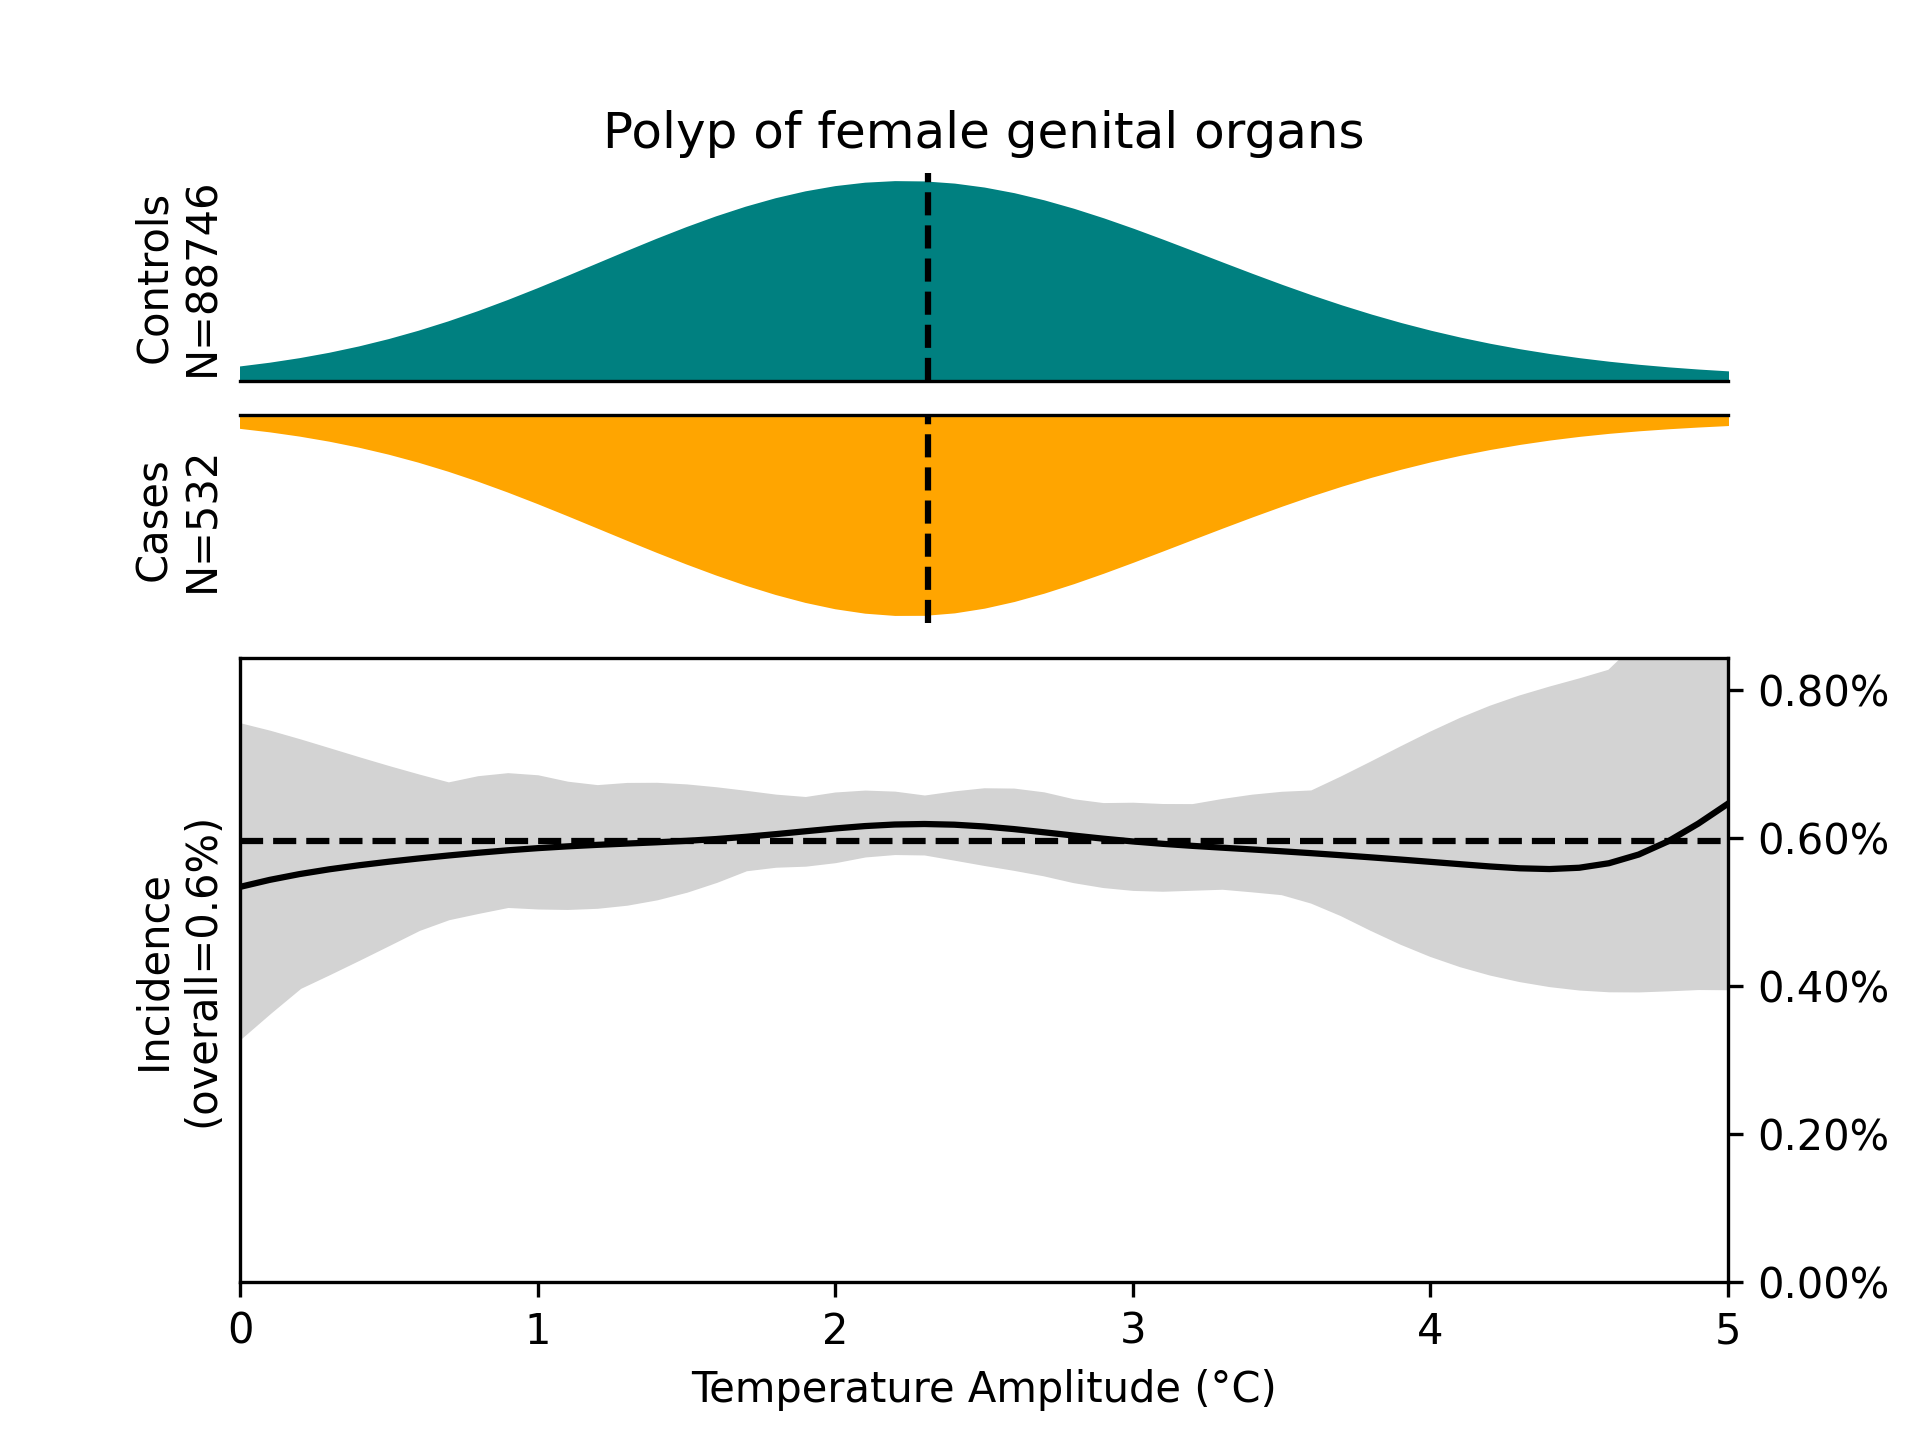 Polyp of female genital organs
Controls
N=88746
Cases
N=532
Incidence
(overall=0.6%)
0.80%
0.60%
0.40%
0.20%
0.00%
0 1 2 3 4 5
Temperature Amplitude (°C)